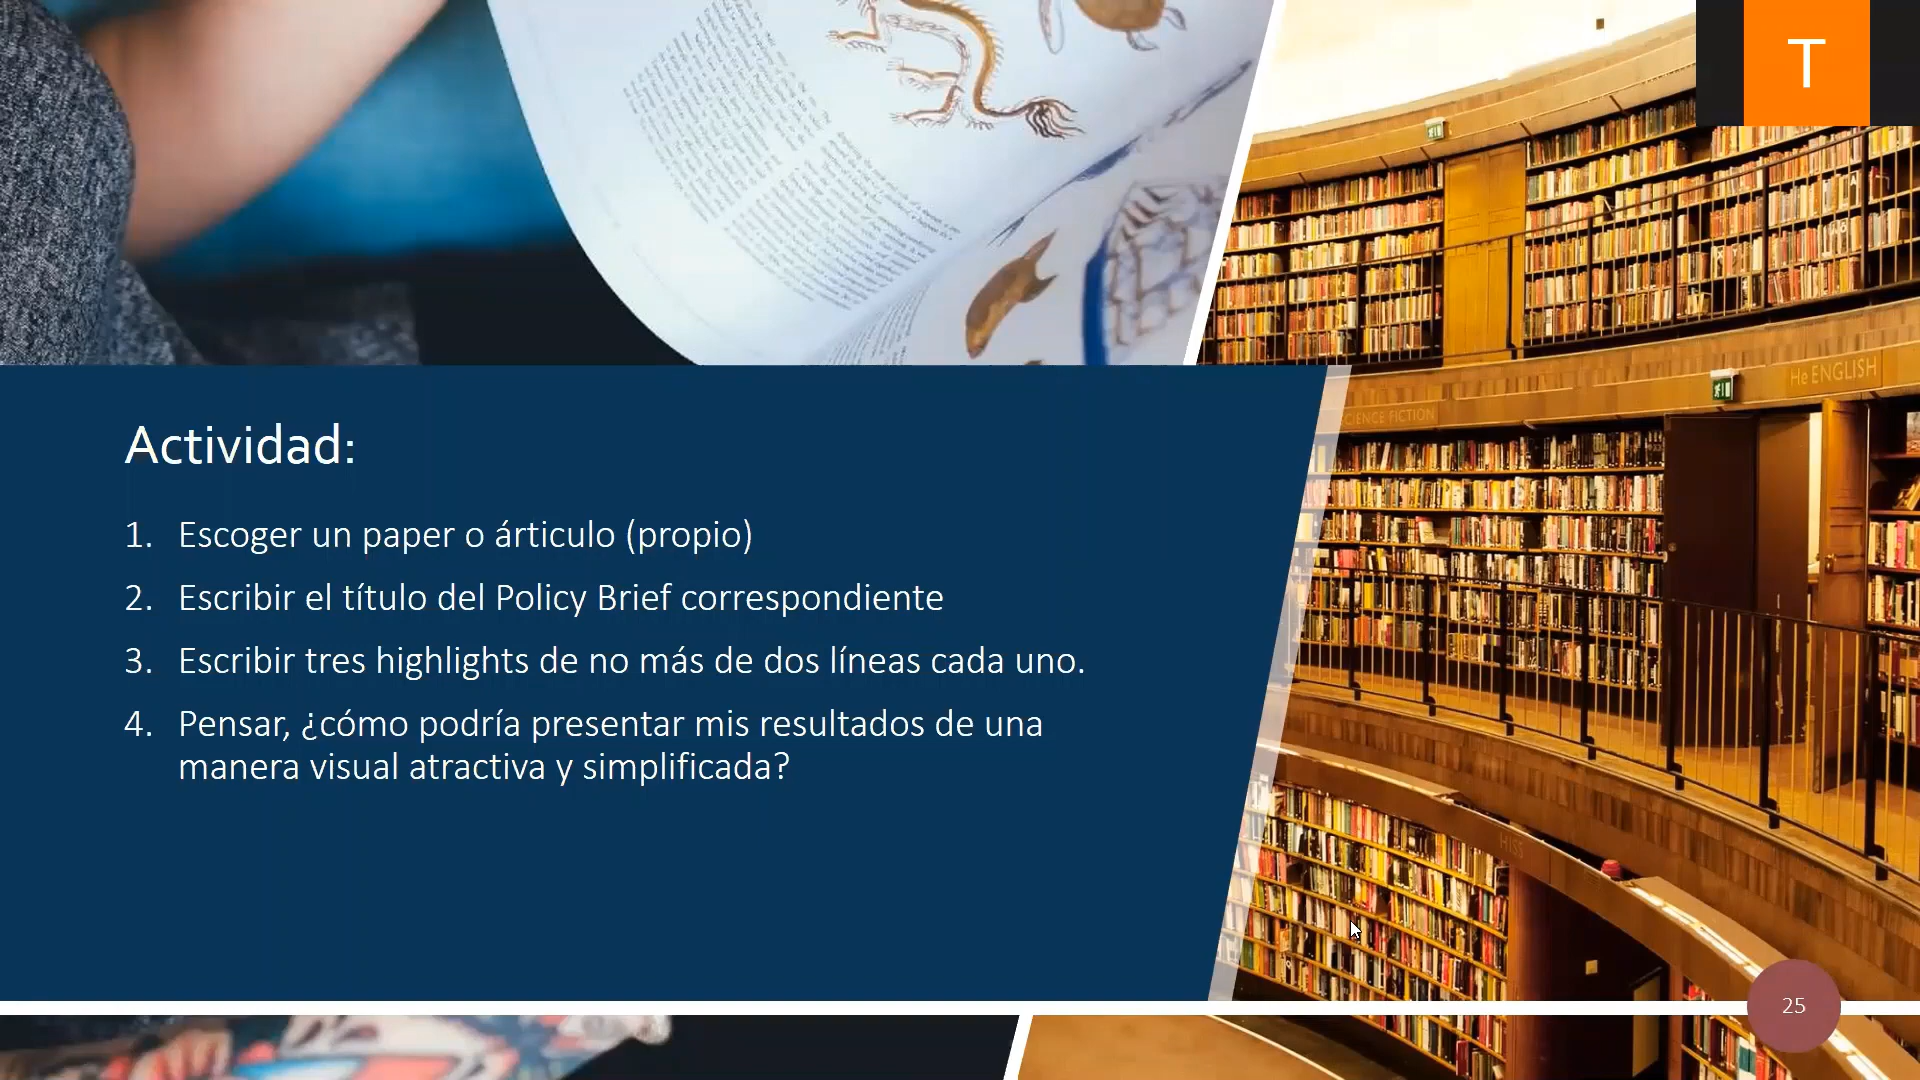 T
He ENGLISH
SCIENCE FICTION
Actividad:
1. Escoger un paper o árticulo (propio)
2. Escribir el título del Policy Brief correspondiente
3. Escribir tres highlights de no más de dos líneas cada uno.
4. Pensar, ¿cómo podría presentar mis resultados de una
manera visual atractiva y simplificada?
25